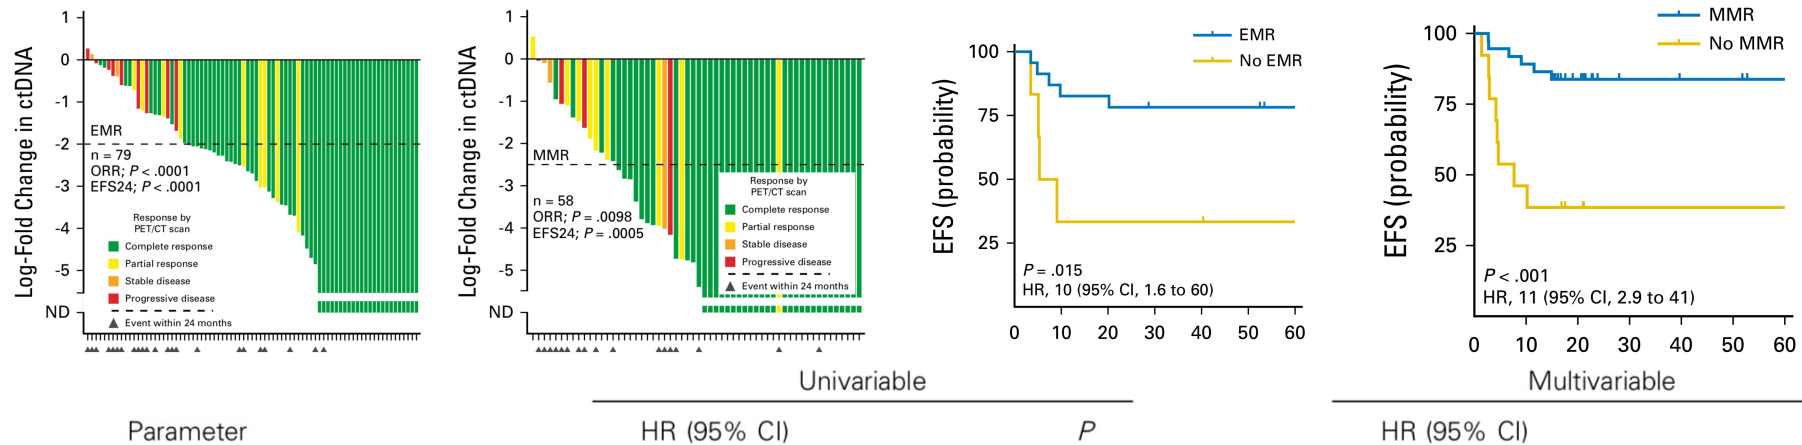 Log-Fold Change in ctDNA
1
0
-1
-2
-3
-4
-5
ND
EMR
n = 79
ORR; P < .0001
EFS24; P < .0001
Response by
PET/CT scan
Complete response
Partial response
Stable disease
Progressive disease
Event within 24 months
Log-Fold Change in ctDNA
1
0
-1
-2
-3
-4
-5
ND
MMR
n = 58
ORR; P = .0098
EFS24; P = .0005
Response by
PET/CT scan
Complete response
Partial response
Stable disease
Progressive disease
Event within 24 months
EFS (probability)
100
75
50
25
EMR
No EMR
P = .015
HR, 10 (95% CI, 1.6 to 60)
0 10 20 30 40 50 60
EFS (probability)
100
75
50
25
MMR
No MMR
P < .001
HR, 11 (95% CI, 2.9 to 41)
0 10 20 30 40 50 60
Univariable Multivariable
Parameter HR (95% CI) P HR (95% CI)